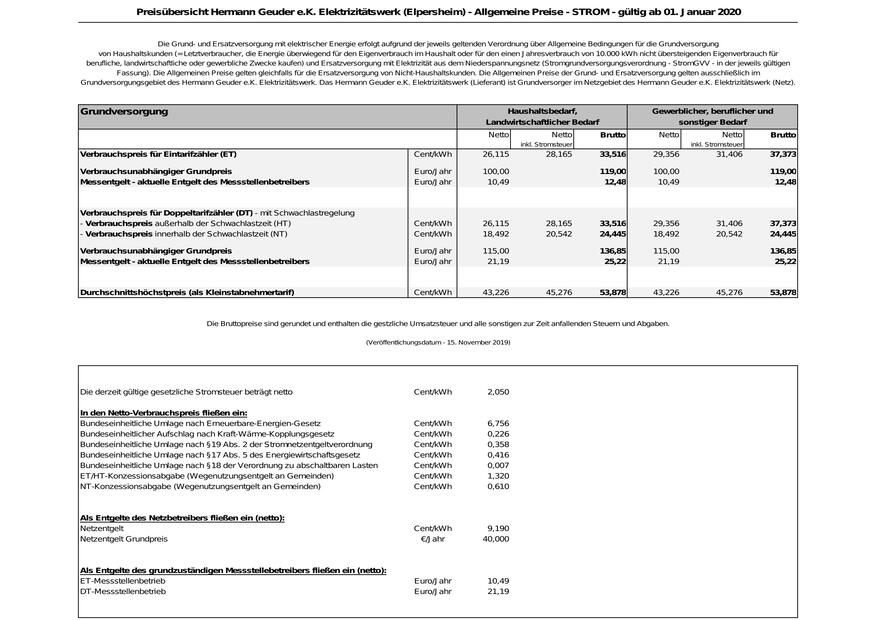 Preisübersicht Hermann Geuder e.K. Elektrizitätswerk (Elpersheim) - Allgemeine Preise - STROM - gültig ab 01. Januar 2020
Die Grund- und Ersatzversorgung mit elektrischer Energie erfolgt aufgrund der jeweils geltenden Verordnung über Allgemeine Bedingungen für die Grundversorgung
von Haushaltskunden (=Letztverbraucher, die Energie überwiegend für den Eigenverbrauch im Haushalt oder für den einen Jahresverbrauch von 10.000 kWh nicht übersteigenden Eigenverbrauch für
berufliche, landwirtschaftliche oder gewerbliche Zwecke kaufen) und Ersatzversorgung mit Elektrizität aus dem Niederspannungsnetz (Stromgrundversorgungsverordnung - StromGVV - in der jeweils gültigen
Fassung). Die Allgemeinen Preise gelten gleichfalls für die Ersatzversorgung von Nicht-Haushaltskunden. Die Allgemeinen Preise der Grund- und Ersatzversorgung gelten ausschließlich im
Grundversorgungsgebiet des Hermann Geuder e.K. Elektrizitätswerk. Das Hermann Geuder e.K. Elektrizitätswerk (Lieferant) ist Grundversorger im Netzgebiet des Hermann Geuder e.K. Elektrizitätswerk (Netz).
Grundversorgung Haushaltsbedarf, Gewerblicher, beruflicher und
Landwirtschaftlicher Bedarf sonstiger Bedarf
Netto Netto Brutto Netto Netto Brutto
inkl. Stromsteuer inkl. Stromsteuer
Verbrauchspreis für Eintarifzähler (ET) Cent/kWh 26,115 28,165 33,516 29,356 31,406 37,373
Verbrauchsunabhängiger Grundpreis Euro/Jahr 100,00 119,00 100,00 119,00
Messentgelt - aktuelle Entgelt des Messstellenbetreibers Euro/Jahr 10,49 12,48 10,49 12,48
Verbrauchspreis für Doppeltarifzähler (DT) - mit Schwachlastregelung
- Verbrauchspreis außerhalb der Schwachlastzeit (HT) Cent/kWh 26,115 28,165 33,516 29,356 31,406 37,373
- Verbrauchspreis innerhalb der Schwachlastzeit (NT) Cent/kWh 18,492 20,542 24,445 18,492 20,542 24,445
Verbrauchsunabhängiger Grundpreis Euro/Jahr 115,00 136,85 115,00 136,85
Messentgelt - aktuelle Entgelt des Messstellenbetreibers Euro/Jahr 21,19 25,22 21,19 25,22
Durchschnittshöchstpreis (als Kleinstabnehmertarif) Cent/kWh 43,226 45,276 53,878 43,226 45,276 53,878
Die Bruttopreise sind gerundet und enthalten die gestzliche Umsatzsteuer und alle sonstigen zur Zeit anfallenden Steuern und Abgaben.
(Veröffentlichungsdatum - 15. November 2019)
Die derzeit gültige gesetzliche Stromsteuer beträgt netto Cent/kWh 2,050
In den Netto-Verbrauchspreis fließen ein:
Bundeseinheitliche Umlage nach Erneuerbare-Energien-Gesetz Cent/kWh 6,756
Bundeseinheitlicher Aufschlag nach Kraft-Wärme-Kopplungsgesetz Cent/kWh 0,226
Bundeseinheitliche Umlage nach §19 Abs. 2 der Stromnetzentgeltverordnung Cent/kWh 0,358
Bundeseinheitliche Umlage nach §17 Abs. 5 des Energiewirtschaftsgesetz Cent/kWh 0,416
Bundeseinheitliche Umlage nach §18 der Verordnung zu abschaltbaren Lasten Cent/kWh 0,007
ET/HT-Konzessionsabgabe (Wegenutzungsentgelt an Gemeinden) Cent/kWh 1,320
NT-Konzessionsabgabe (Wegenutzungsentgelt an Gemeinden) Cent/kWh 0,610
Als Entgelte des Netzbetreibers fließen ein (netto):
Netzentgelt Cent/kWh 9,190
Netzentgelt Grundpreis €/Jahr 40,000
Als Entgelte des grundzuständigen Messstellebetreibers fließen ein (netto):
ET-Messstellenbetrieb Euro/Jahr 10,49
DT-Messstellenbetrieb Euro/Jahr 21,19